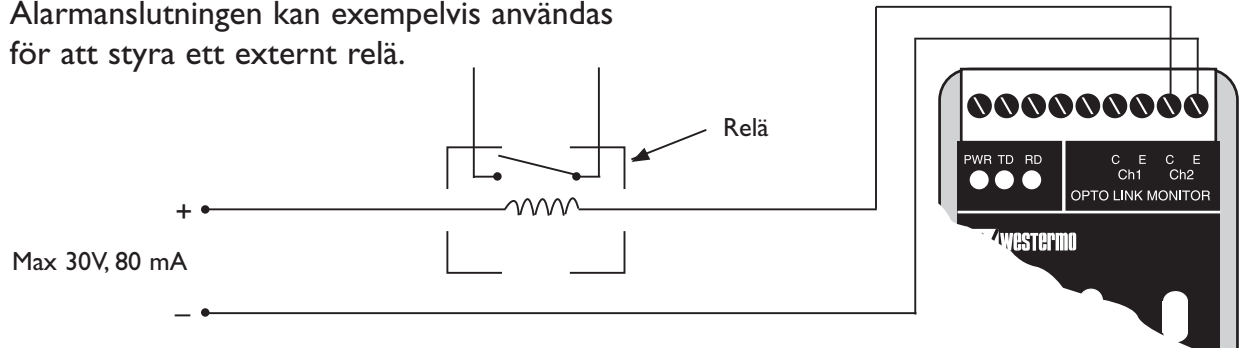 Alarmanslutningen kan exempelvis användas
för att styra ett externt relä.
Relä
PWR TD RD
C E C E
Ch1 Ch2
OPTO LINK MONITOR
+
westermo
Max 30V, 80 mA
–